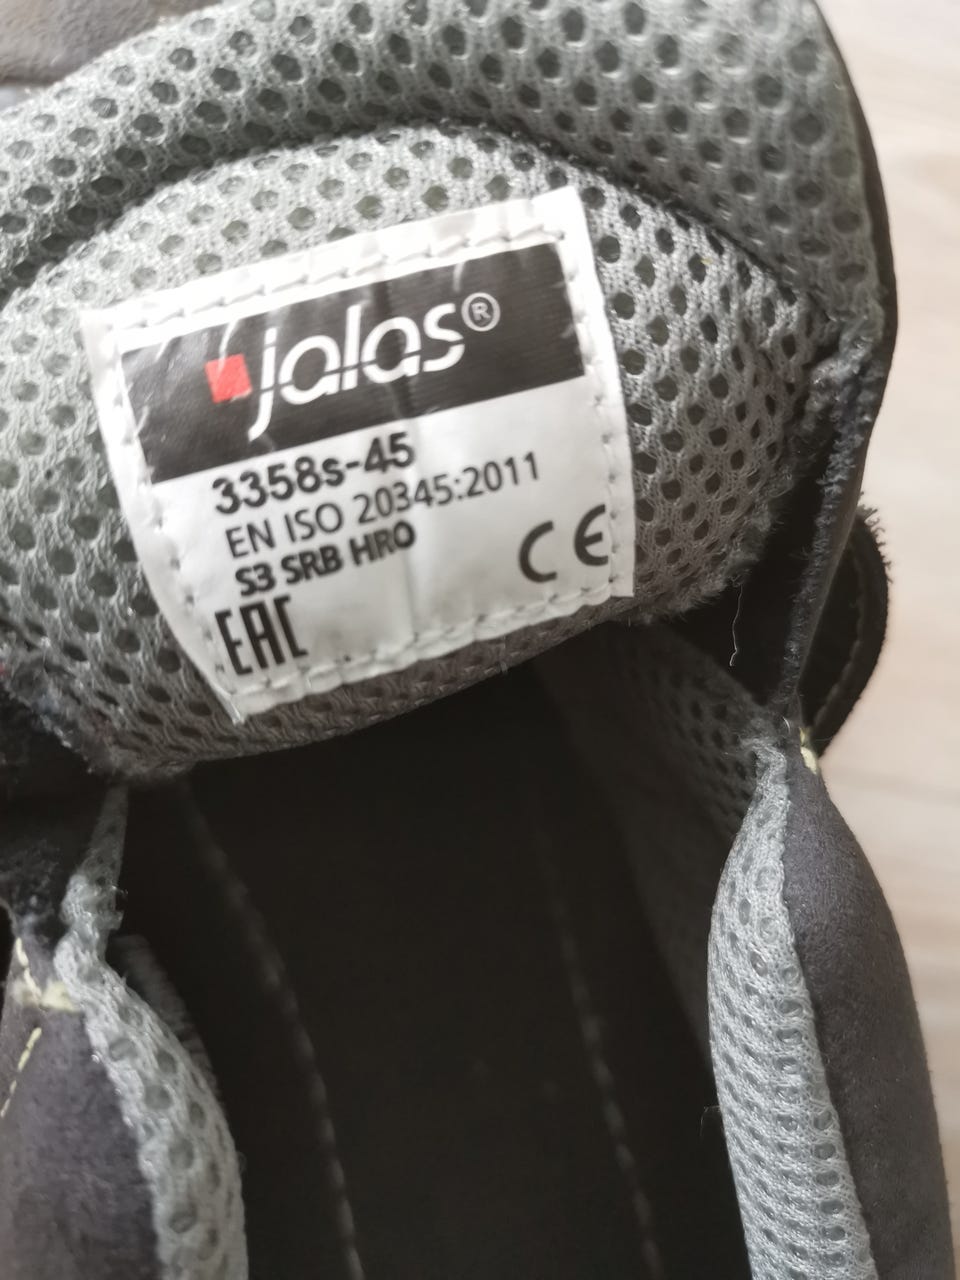 jalas®
3358s-45
EN ISO 20345:2011
S3 SRB HRO
CE
EAC